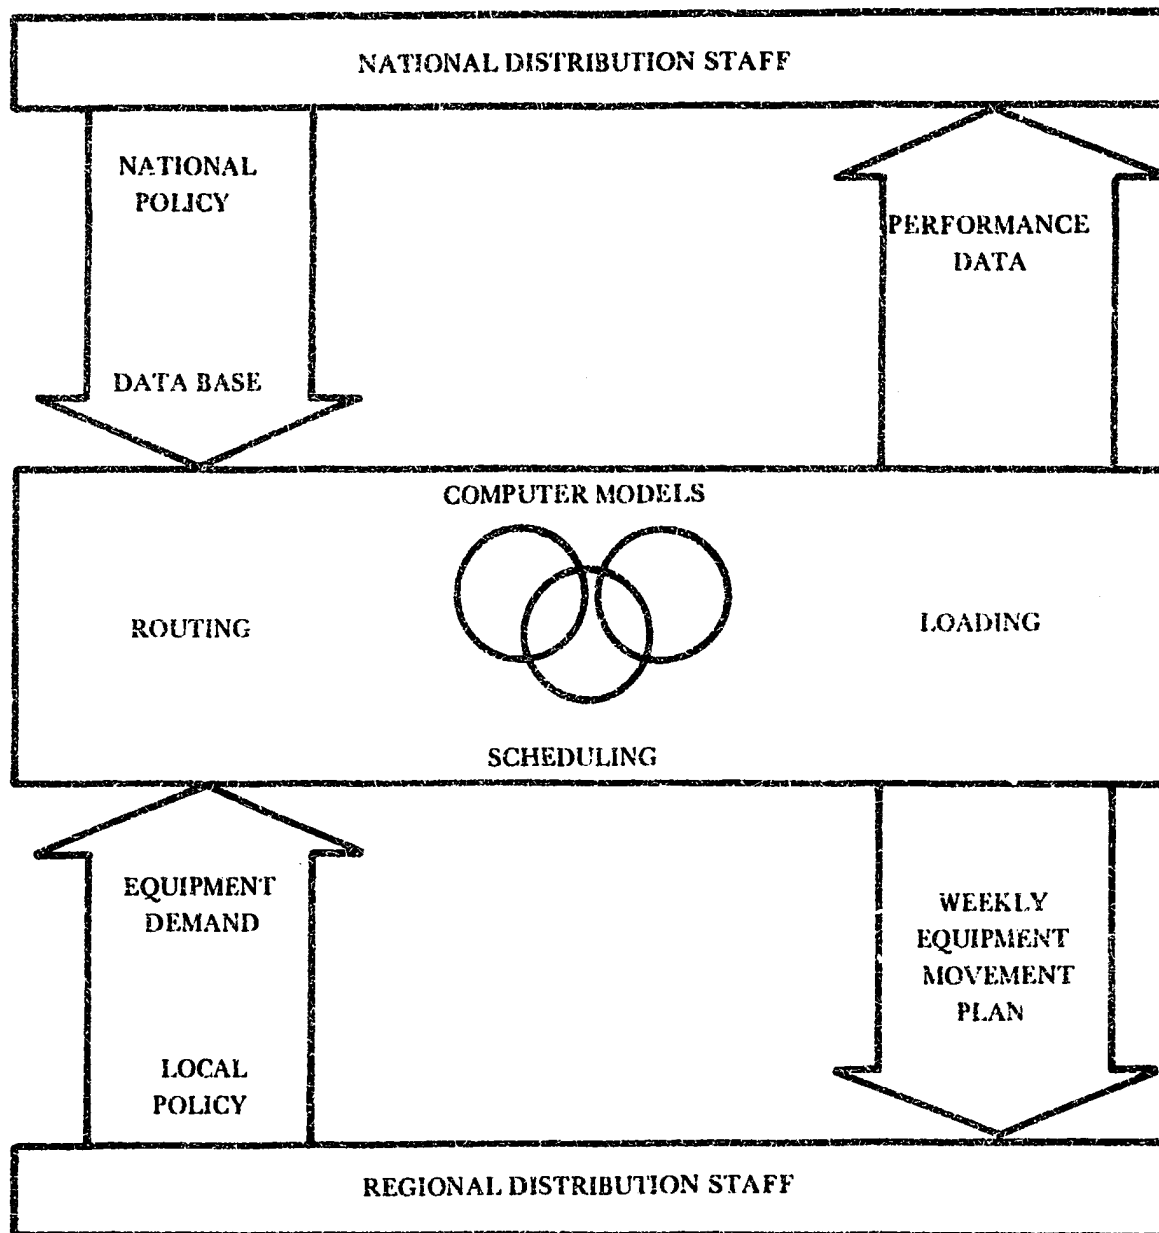 NATIONAL DISTRIBUTION STAFF
NATIONAL
POLICY
DATA BASE
PERFORMANCE
DATA
COMPUTER MODELS
ROUTING
LOADING
SCHEDULING
EQUIPMENT
DEMAND
LOCAL
POLICY
WEEKLY
EQUIPMENT
MOVEMENT
PLAN
REGIONAL DISTRIBUTION STAFF